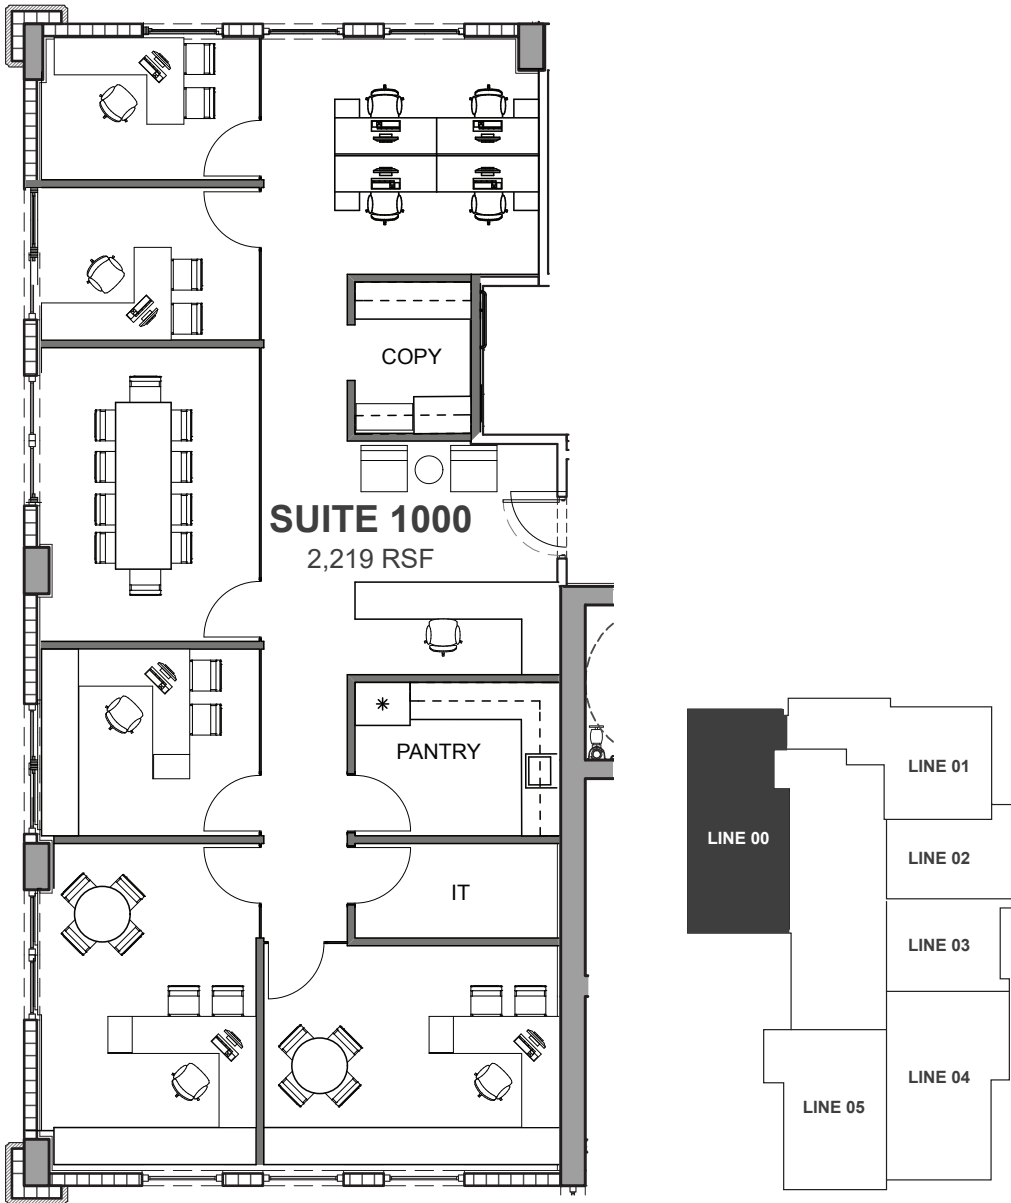 COPY
SUITE 1000
2,219 RSF
PANTRY
IT
LINE 01
LINE 00
LINE 02
LINE 03
LINE 04
LINE 05